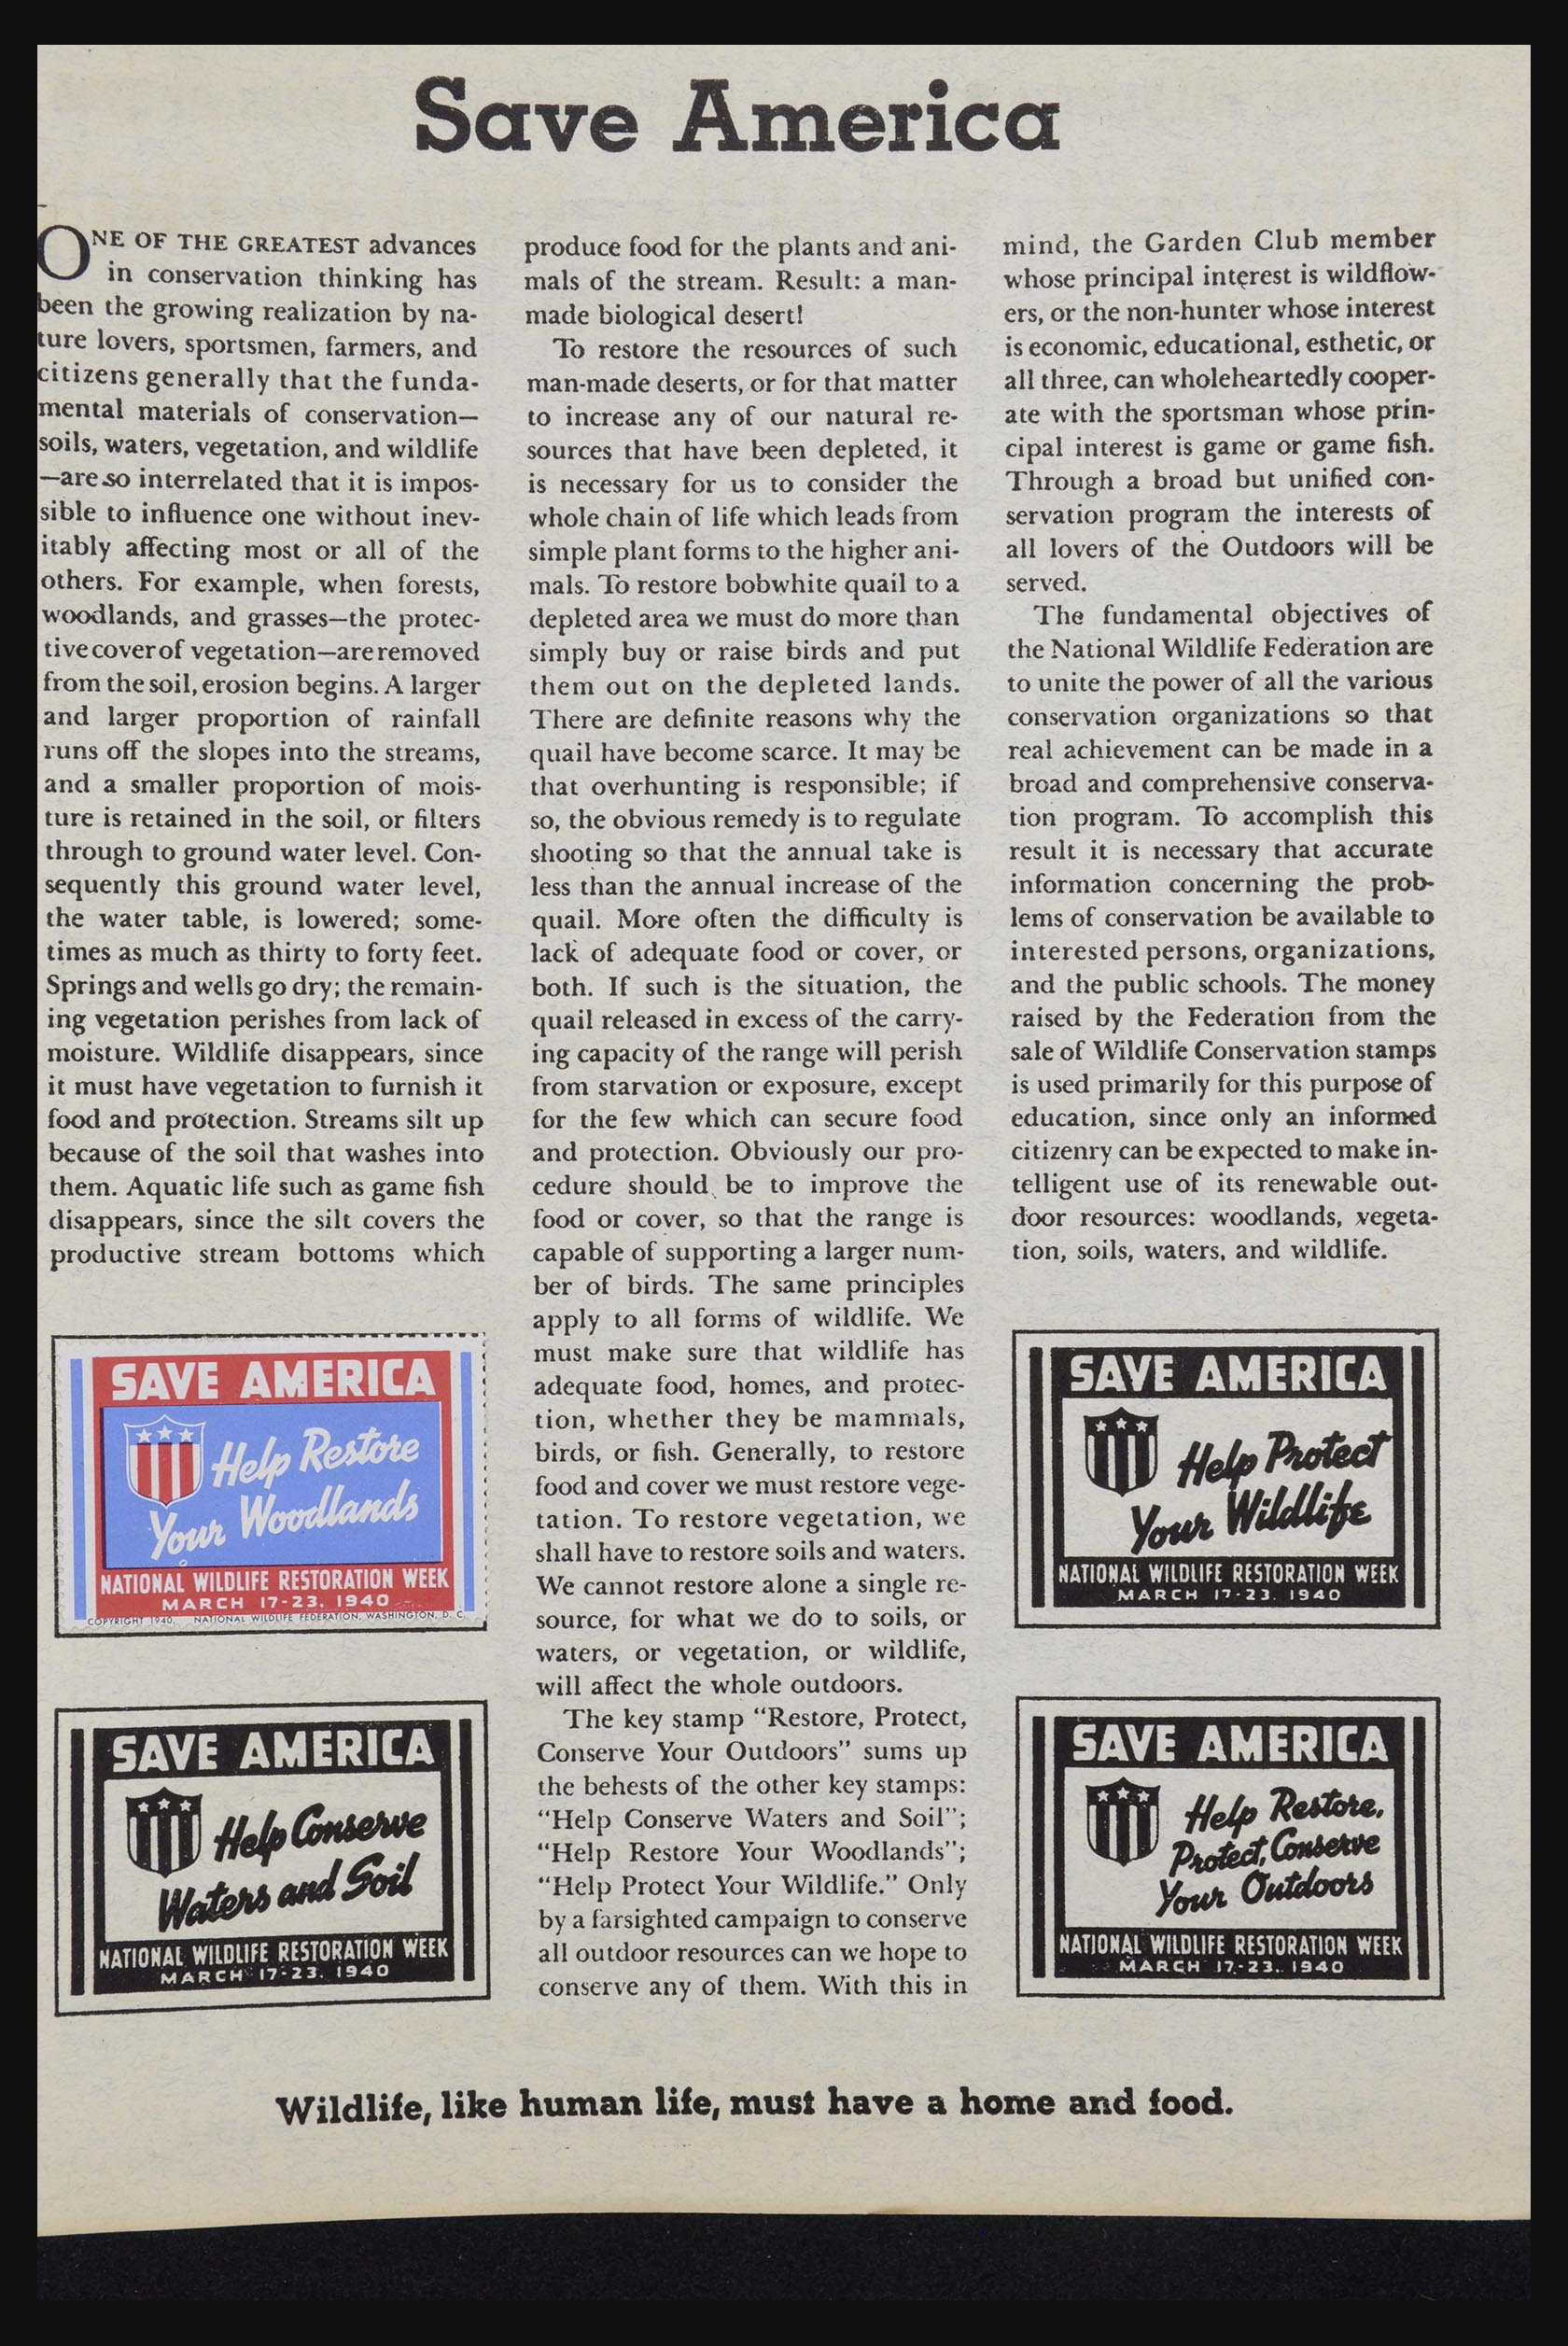 Save America
ONE OF THE GREATEST advances
in conservation thinking has
been the growing realization by na-
ture lovers, sportsmen, farmers, and
citizens generally that the funda-
mental materials of conservation—
soils, waters, vegetation, and wildlife
—are so interrelated that it is impos-
sible to influence one without inev-
itably affecting most or all of the
others. For example, when forests,
woodlands, and grasses—the protec-
tive cover of vegetation—are removed
from the soil, erosion begins. A larger
and larger proportion of rainfall
runs off the slopes into the streams,
and a smaller proportion of mois-
ture is retained in the soil, or filters
through to ground water level. Con-
sequently this ground water level,
the water table, is lowered; some-
times as much as thirty to forty feet.
Springs and wells go dry; the remain-
ing vegetation perishes from lack of
moisture. Wildlife disappears, since
it must have vegetation to furnish it
food and protection. Streams silt up
because of the soil that washes into
them. Aquatic life such as game fish
disappears, since the silt covers the
productive stream bottoms which
SAVE AMERICA
Help Restore
Your Woodlands
NATIONAL WILDLIFE RESTORATION WEEK
MARCH 17-23, 1940
COPYRIGHT 1940, NATIONAL WILDLIFE FEDERATION, WASHINGTON, D. C.
SAVE AMERICA
Help Conserve
Waters and Soil
NATIONAL WILDLIFE RESTORATION WEEK
MARCH 17-23, 1940
produce food for the plants and ani-
mals of the stream. Result: a man-
made biological desert!
To restore the resources of such
man-made deserts, or for that matter
to increase any of our natural re-
sources that have been depleted, it
is necessary for us to consider the
whole chain of life which leads from
simple plant forms to the higher ani-
mals. To restore bobwhite quail to a
depleted area we must do more than
simply buy or raise birds and put
them out on the depleted lands.
There are definite reasons why the
quail have become scarce. It may be
that overhunting is responsible; if
so, the obvious remedy is to regulate
shooting so that the annual take is
less than the annual increase of the
quail. More often the difficulty is
lack of adequate food or cover, or
both. If such is the situation, the
quail released in excess of the carry-
ing capacity of the range will perish
from starvation or exposure, except
for the few which can secure food
and protection. Obviously our pro-
cedure should be to improve the
food or cover, so that the range is
capable of supporting a larger num-
ber of birds. The same principles
apply to all forms of wildlife. We
must make sure that wildlife has
adequate food, homes, and protec-
tion, whether they be mammals,
birds, or fish. Generally, to restore
food and cover we must restore vege-
tation. To restore vegetation, we
shall have to restore soils and waters.
We cannot restore alone a single re-
source, for what we do to soils, or
waters, or vegetation, or wildlife,
will affect the whole outdoors.
The key stamp "Restore, Protect,
Conserve Your Outdoors" sums up
the behests of the other key stamps:
"Help Conserve Waters and Soil";
"Help Restore Your Woodlands";
"Help Protect Your Wildlife." Only
by a farsighted campaign to conserve
all outdoor resources can we hope to
conserve any of them. With this in
mind, the Garden Club member
whose principal interest is wildflow-
ers, or the non-hunter whose interest
is economic, educational, esthetic, or
all three, can wholeheartedly cooper-
ate with the sportsman whose prin-
cipal interest is game or game fish.
Through a broad but unified con-
servation program the interests of
all lovers of the Outdoors will be
served.
The fundamental objectives of
the National Wildlife Federation are
to unite the power of all the various
conservation organizations so that
real achievement can be made in a
broad and comprehensive conserva-
tion program. To accomplish this
result it is necessary that accurate
information concerning the prob-
lems of conservation be available to
interested persons, organizations,
and the public schools. The money
raised by the Federation from the
sale of Wildlife Conservation stamps
is used primarily for this purpose of
education, since only an informed
citizenry can be expected to make in-
telligent use of its renewable out-
door resources: woodlands, vegeta-
tion, soils, waters, and wildlife.
SAVE AMERICA
Help Protect
Your Wildlife
NATIONAL WILDLIFE RESTORATION WEEK
MARCH 17-23, 1940
SAVE AMERICA
Help Restore,
Protect, Conserve
Your Outdoors
NATIONAL WILDLIFE RESTORATION WEEK
MARCH 17-23, 1940
Wildlife, like human life, must have a home and food.